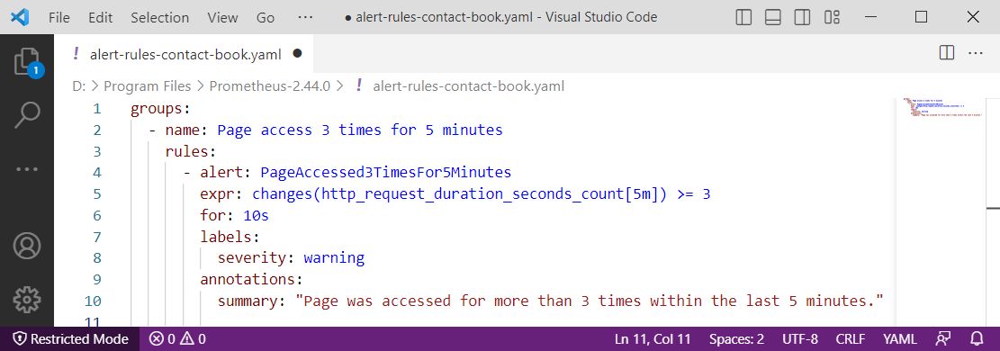 File Edit Selection View Go ··· ● alert-rules-contact-book.yaml - Visual Studio Code
! alert-rules-contact-book.yaml ●
D: > Program Files > Prometheus-2.44.0 > ! alert-rules-contact-book.yaml
1 groups:
2 - name: Page access 3 times for 5 minutes
3 rules:
4 - alert: PageAccessed3TimesFor5Minutes
5 expr: changes(http_request_duration_seconds_count[5m]) >= 3
6 for: 10s
7 labels:
8 severity: warning
9 annotations:
10 summary: "Page was accessed for more than 3 times within the last 5 minutes."
11
1
Restricted Mode 0 0 Ln 11, Col 11 Spaces: 2 UTF-8 CRLF YAML